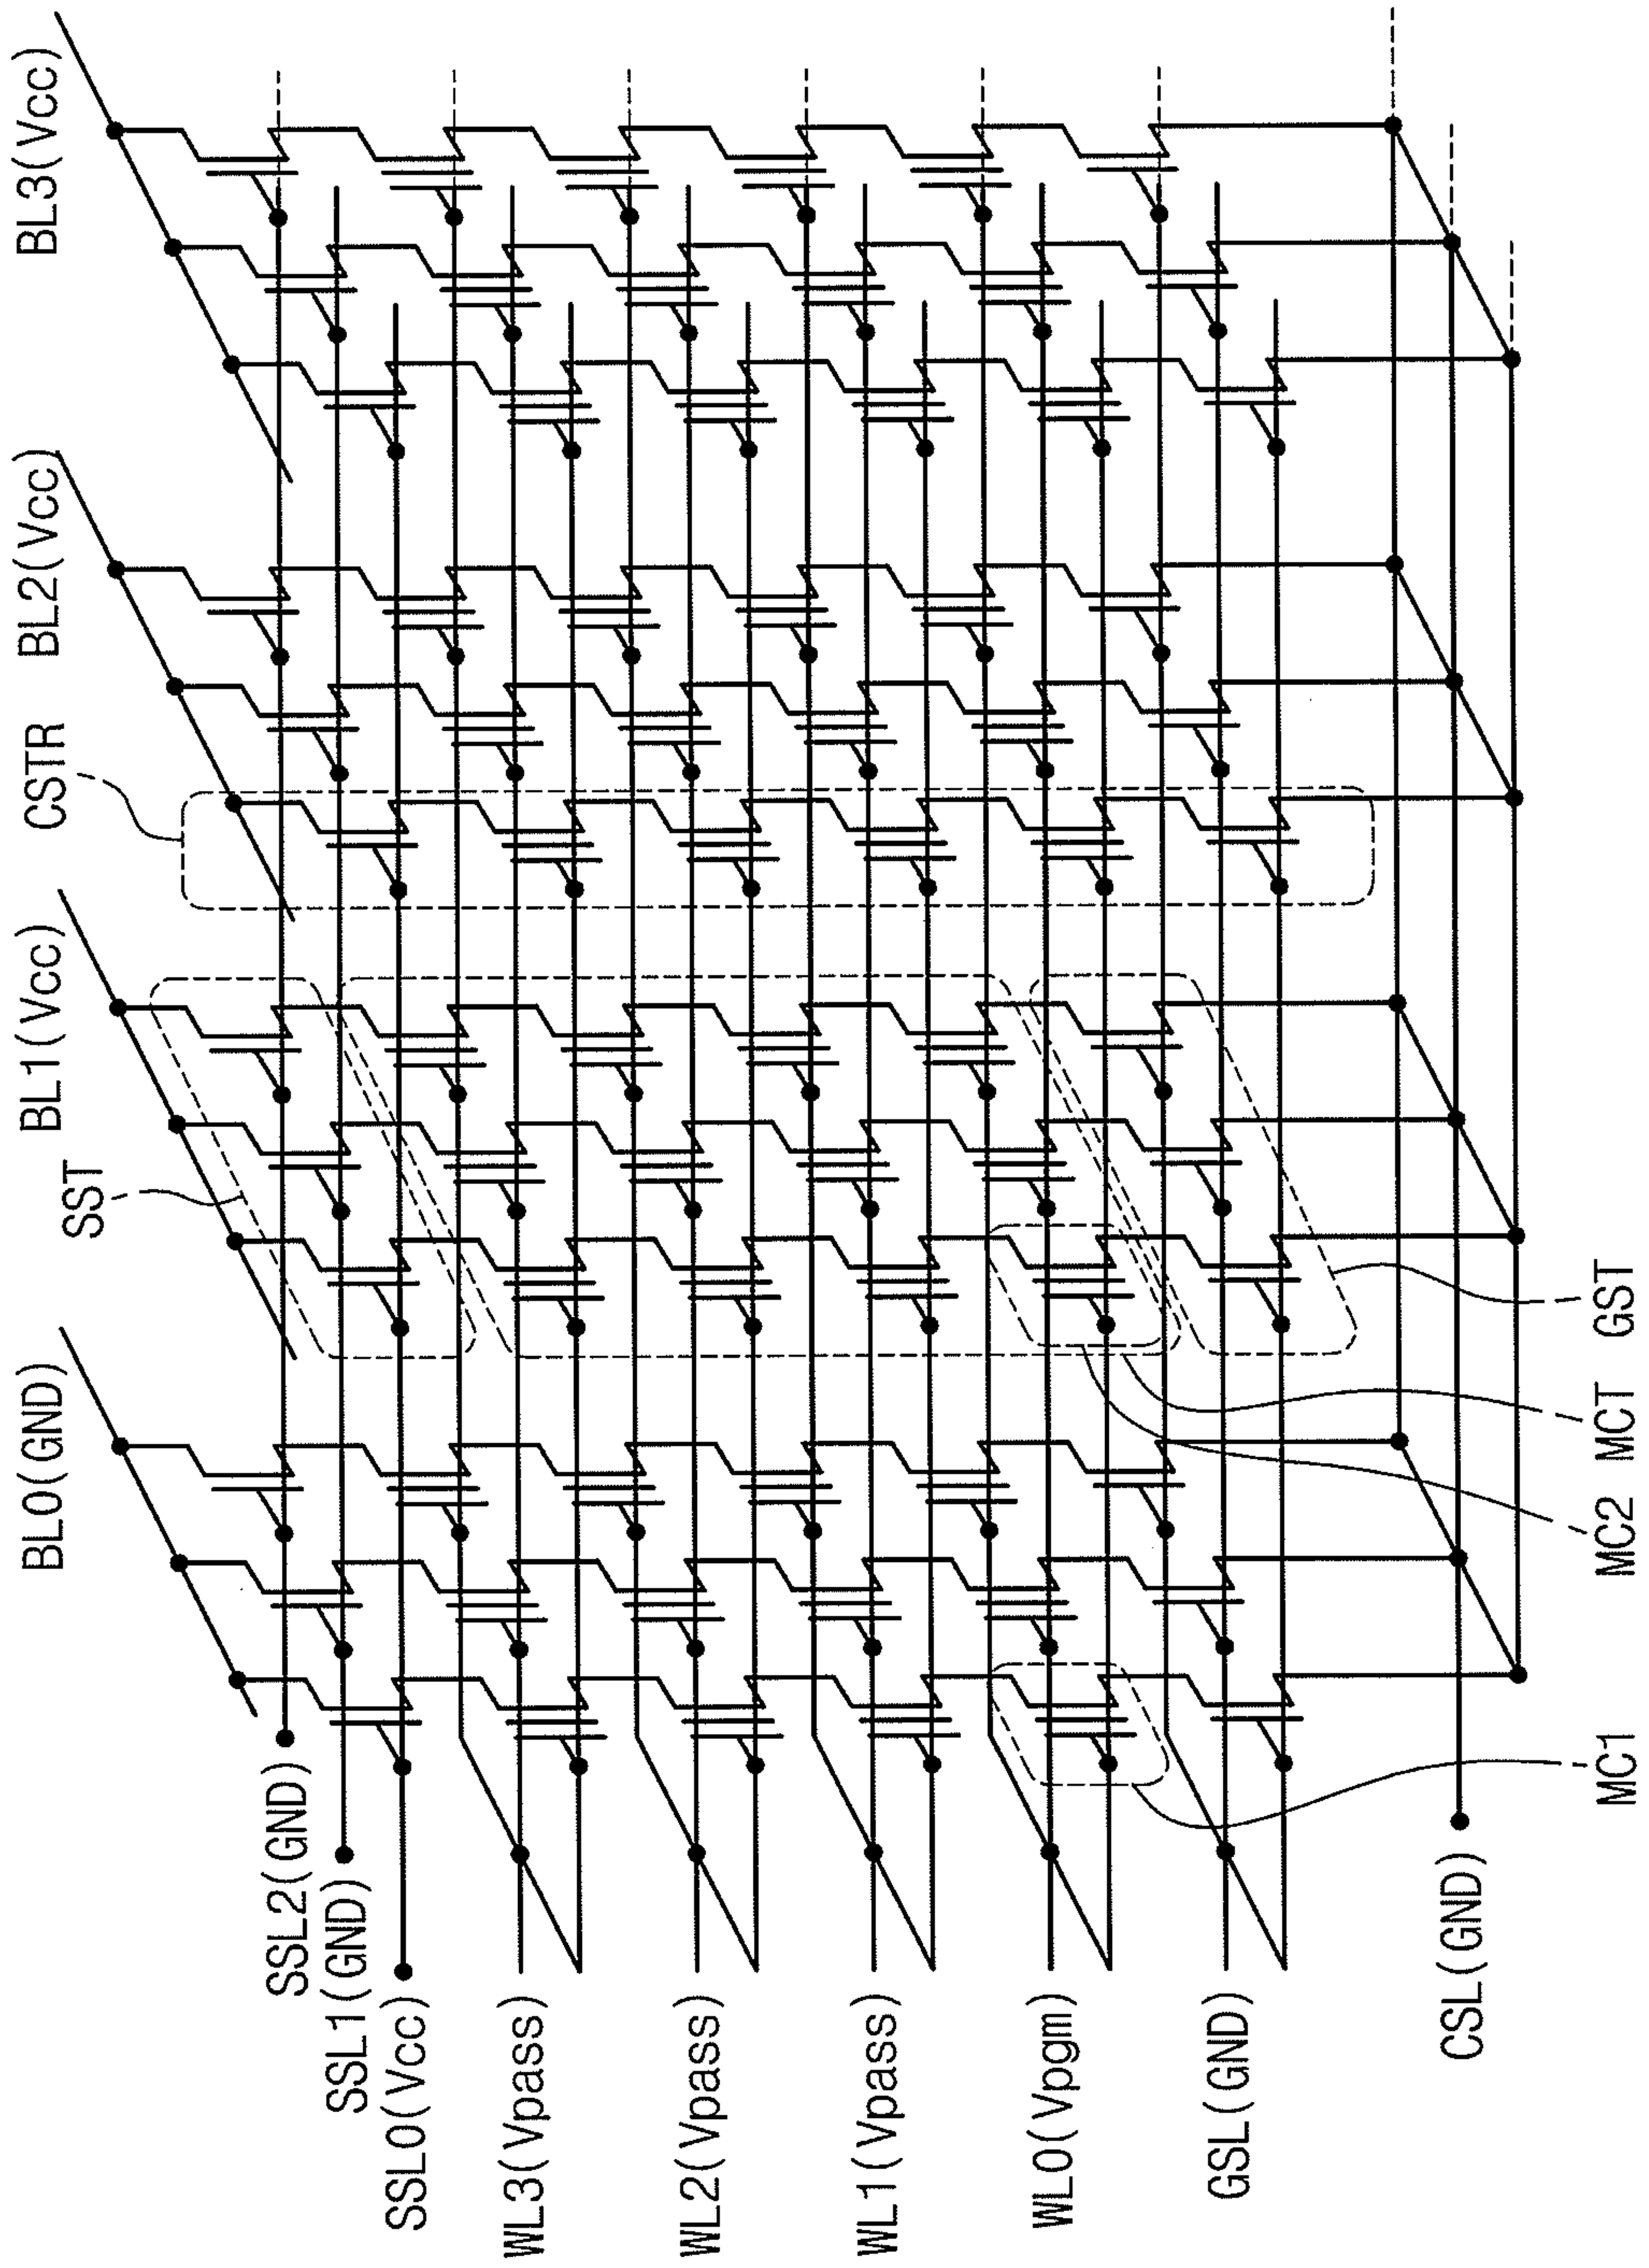 BL0(GND)
BL1(Vcc)
BL2(Vcc)
BL3(Vcc)
SST
CSTR
SSL2(GND)
SSL1(GND)
SSL0(Vcc)
WL3(Vpass)
WL2(Vpass)
WL1(Vpass)
WL0(Vpgm)
GSL(GND)
CSL(GND)
MC1
MC2
MCT
GST